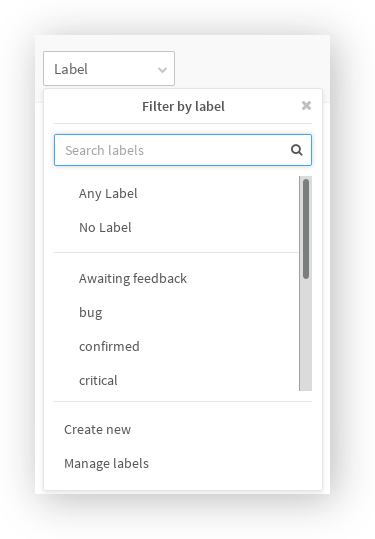 Label
Filter by label
Search labels
Any Label
No Label
Awaiting feedback
bug
confirmed
critical
Create new
Manage labels